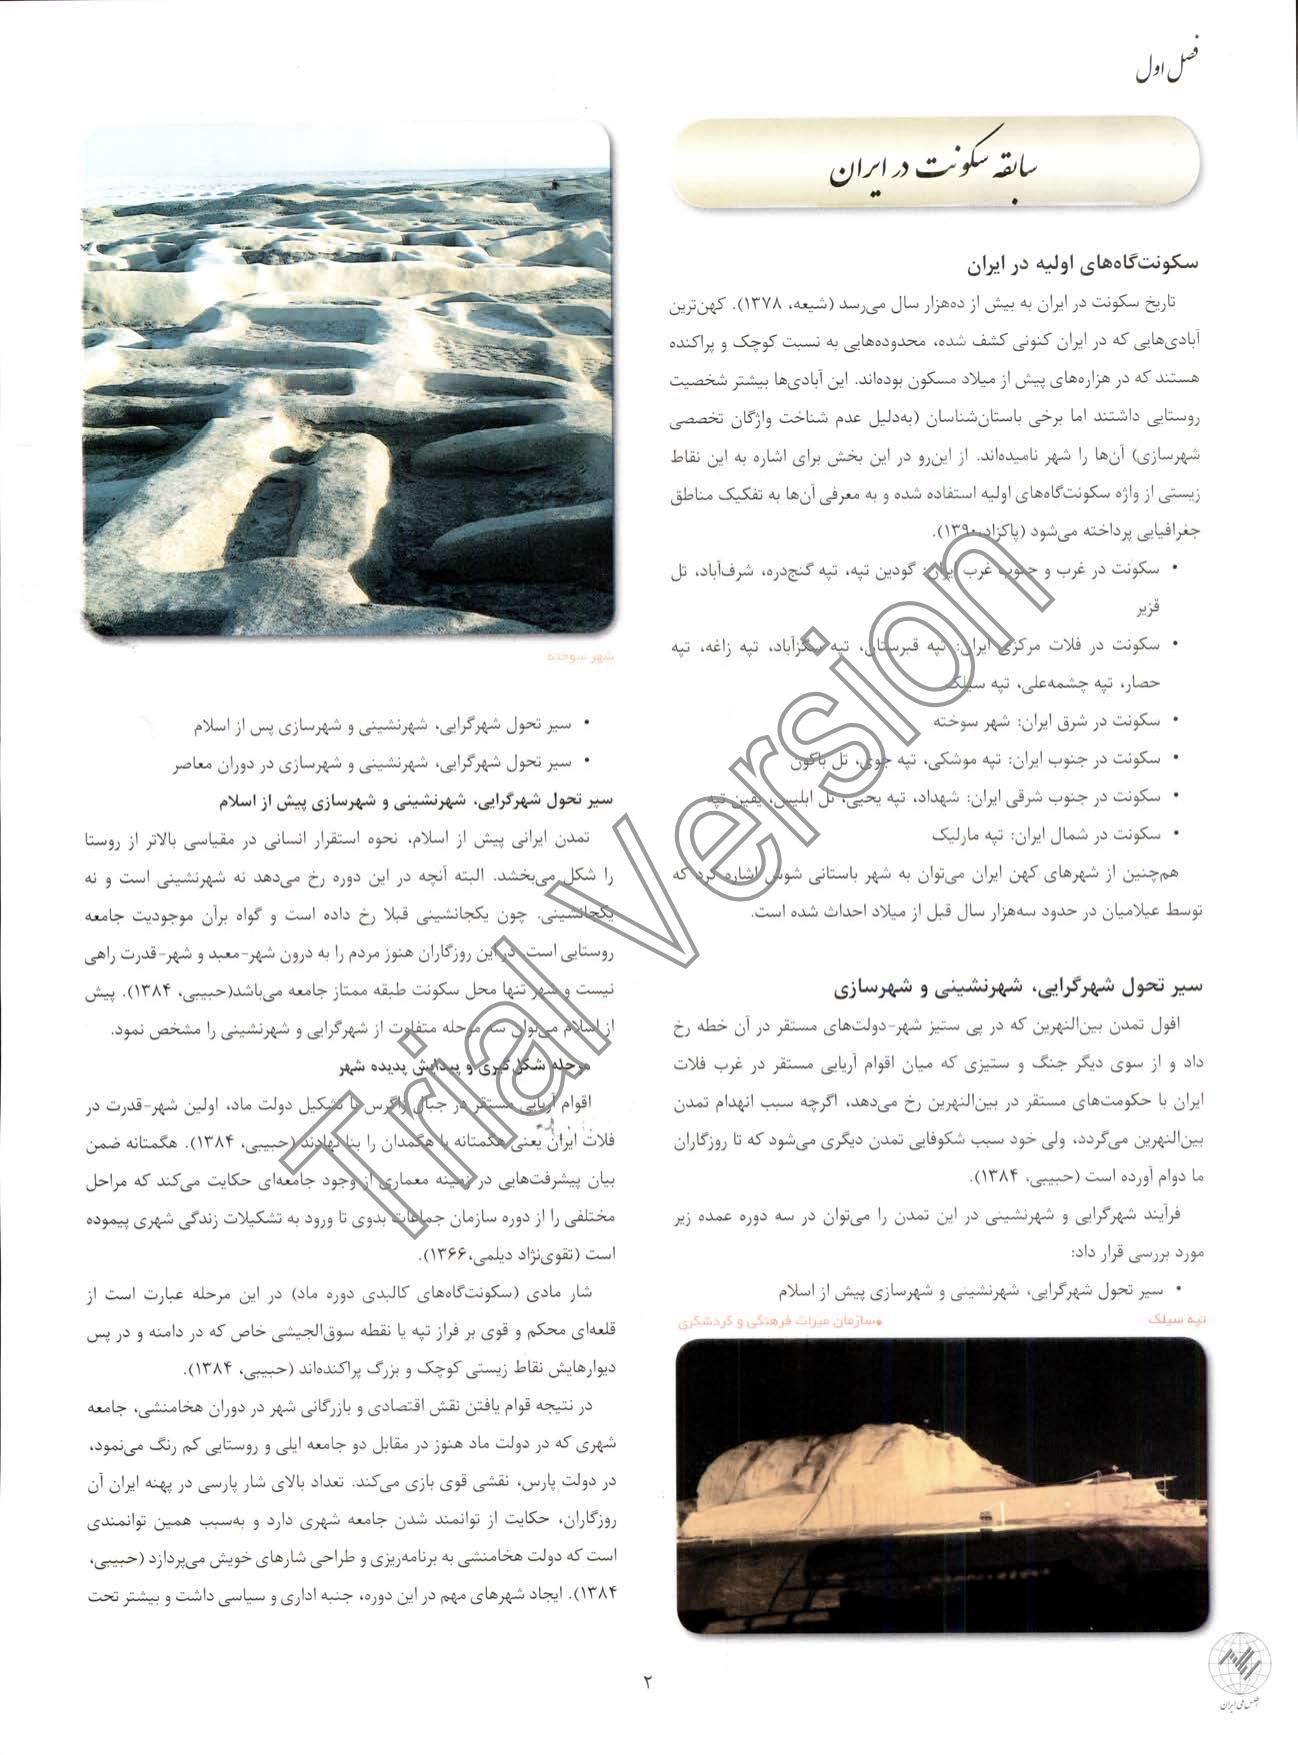 فصل اول
سابقه سکونت در ایران
سکونت‌گاه‌های اولیه در ایران
تاریخ سکونت در ایران به بیش از ده‌هزار سال می‌رسد (شیعه، ۱۳۷۸). کهن‌ترین
آبادی‌هایی که در ایران کنونی کشف شده، محدوده‌هایی به نسبت کوچک و پراکنده
هستند که در هزاره‌های پیش از میلاد مسکون بوده‌اند. این آبادی‌ها بیشتر شخصیت
روستایی داشتند اما برخی باستان‌شناسان (به‌دلیل عدم شناخت واژگان تخصصی
شهرسازی) آن‌ها را شهر نامیده‌اند. از این‌رو در این بخش برای اشاره به این نقاط
زیستی از واژه سکونت‌گاه‌های اولیه استفاده شده و به معرفی آن‌ها به تفکیک مناطق
جغرافیایی پرداخته می‌شود (پاکزاد، ۱۳۹۰).
• سکونت در غرب و جنوب غرب ایران: گودین تپه، تپه گنج‌دره، شرف‌آباد، تل
قزیر
• سکونت در فلات مرکزی ایران: تپه قبرستان، تپه سگزآباد، تپه زاغه، تپه
حصار، تپه چشمه‌علی، تپه سیلک
• سکونت در شرق ایران: شهر سوخته
• سکونت در جنوب ایران: تپه موشکی، تپه جوی، تل باکون
• سکونت در جنوب شرقی ایران: شهداد، تپه یحیی، تل ابلیس، یفین تپه
• سکونت در شمال ایران: تپه مارلیک
هم‌چنین از شهرهای کهن ایران می‌توان به شهر باستانی شوش اشاره کرد که
توسط عیلامیان در حدود سه‌هزار سال قبل از میلاد احداث شده است.
سیر تحول شهرگرایی، شهرنشینی و شهرسازی
افول تمدن بین‌النهرین که در پی ستیز شهر-دولت‌های مستقر در آن خطه رخ
داد و از سوی دیگر جنگ و ستیزی که میان اقوام آریایی مستقر در غرب فلات
ایران با حکومت‌های مستقر در بین‌النهرین رخ می‌دهد، اگرچه سبب انهدام تمدن
بین‌النهرین می‌گردد، ولی خود سبب شکوفایی تمدن دیگری می‌شود که تا روزگاران
ما دوام آورده است (حبیبی، ۱۳۸۴).
فرآیند شهرگرایی و شهرنشینی در این تمدن را می‌توان در سه دوره عمده زیر
مورد بررسی قرار داد:
• سیر تحول شهرگرایی، شهرنشینی و شهرسازی پیش از اسلام
تپه سیلک
•سازمان میراث فرهنگی و گردشگری
شهر سوخته
• سیر تحول شهرگرایی، شهرنشینی و شهرسازی پس از اسلام
• سیر تحول شهرگرایی، شهرنشینی و شهرسازی در دوران معاصر
سیر تحول شهرگرایی، شهرنشینی و شهرسازی پیش از اسلام
تمدن ایرانی پیش از اسلام، نحوه استقرار انسانی در مقیاسی بالاتر از روستا
را شکل می‌بخشد. البته آنچه در این دوره رخ می‌دهد نه شهرنشینی است و نه
یکجانشینی. چون یکجانشینی قبلا رخ داده است و گواه برآن موجودیت جامعه
روستایی است. در این روزگاران هنوز مردم را به درون شهر-معبد و شهر-قدرت راهی
نیست و شهر تنها محل سکونت طبقه ممتاز جامعه می‌باشد(حبیبی، ۱۳۸۴). پیش
از اسلام می‌توان سه مرحله متفاوت از شهرگرایی و شهرنشینی را مشخص نمود.
مرحله شکل‌گیری و پیدایش پدیده شهر
اقوام آریایی مستقر در جبال زاگرس با تشکیل دولت ماد، اولین شهر-قدرت در
فلات ایران یعنی هگمتانه یا هگمدان را بنا نهادند (حبیبی، ۱۳۸۴). هگمتانه ضمن
بیان پیشرفت‌هایی در زمینه معماری از وجود جامعه‌ای حکایت می‌کند که مراحل
مختلفی را از دوره سازمان جماعات بدوی تا ورود به تشکیلات زندگی شهری پیموده
است (تقوی‌نژاد دیلمی،۱۳۶۶).
شار مادی (سکونت‌گاه‌های کالبدی دوره ماد) در این مرحله عبارت است از
قلعه‌ای محکم و قوی بر فراز تپه یا نقطه سوق‌الجیشی خاص که در دامنه و در پس
دیوارهایش نقاط زیستی کوچک و بزرگ پراکنده‌اند (حبیبی، ۱۳۸۴).
در نتیجه قوام یافتن نقش اقتصادی و بازرگانی شهر در دوران هخامنشی، جامعه
شهری که در دولت ماد هنوز در مقابل دو جامعه ایلی و روستایی کم رنگ می‌نمود،
در دولت پارس، نقشی قوی بازی می‌کند. تعداد بالای شار پارسی در پهنه ایران آن
روزگاران، حکایت از توانمند شدن جامعه شهری دارد و به‌سبب همین توانمندی
است که دولت هخامنشی به برنامه‌ریزی و طراحی شارهای خویش می‌پردازد (حبیبی،
۱۳۸۴). ایجاد شهرهای مهم در این دوره، جنبه اداری و سیاسی داشت و بیشتر تحت
Trial Version
۲
اطلس ملی ایران